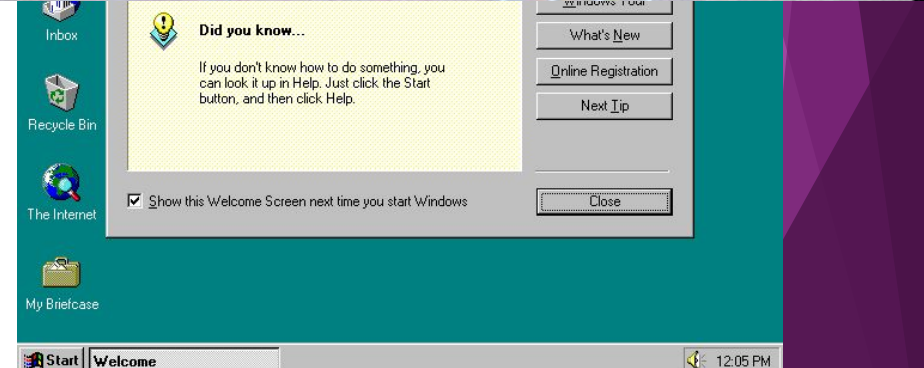 Windows Tour
Inbox
Did you know...
What's New
If you don't know how to do something, you
can look it up in Help. Just click the Start
button, and then click Help.
Online Registration
Next Tip
Recycle Bin
Show this Welcome Screen next time you start Windows
Close
The Internet
My Briefcase
Start
Welcome
12:05 PM